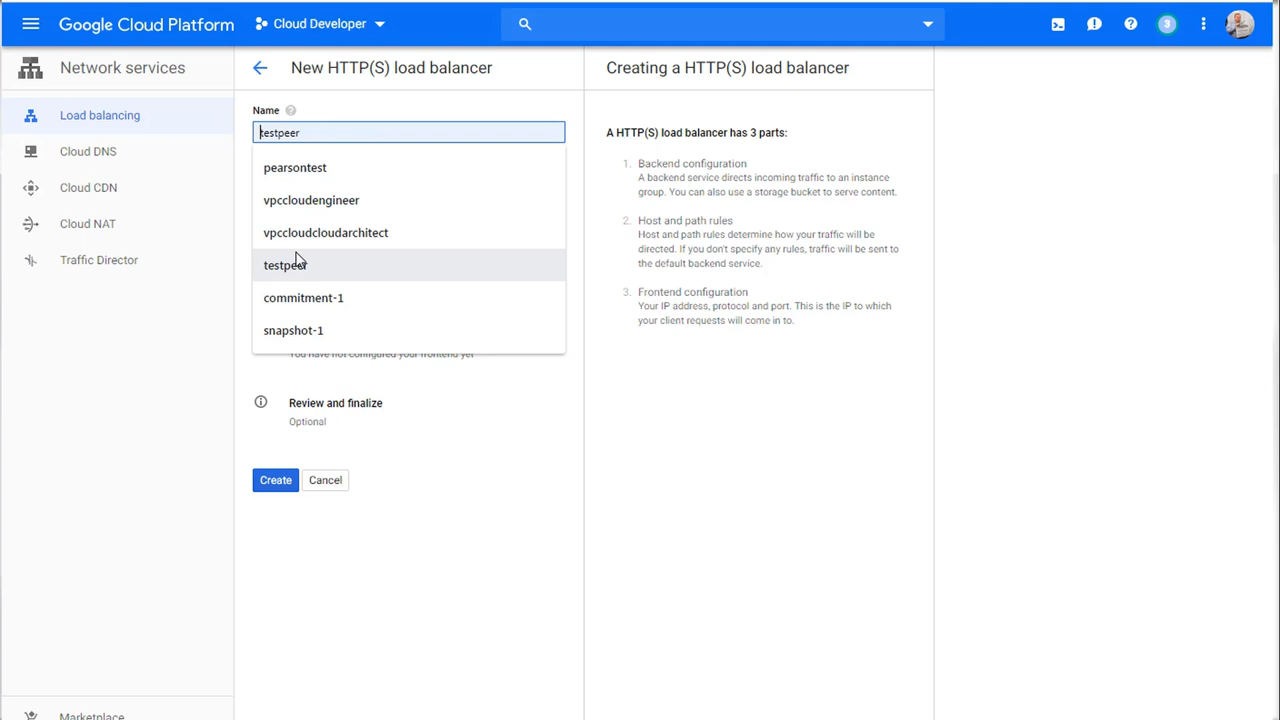 Google Cloud Platform
Cloud Developer
3
Network services
Load balancing
Cloud DNS
Cloud CDN
Cloud NAT
Traffic Director
Marketplace
New HTTP(S) load balancer
Name
testpeer
pearsontest
vpccloudengineer
vpccloudcloudarchitect
testpeer
commitment-1
snapshot-1
You have not configured your frontend yet
Review and finalize
Optional
Create
Cancel
Creating a HTTP(S) load balancer
A HTTP(S) load balancer has 3 parts:
1. Backend configuration
A backend service directs incoming traffic to an instance
group. You can also use a storage bucket to serve content.
2. Host and path rules
Host and path rules determine how your traffic will be
directed. If you don't specify any rules, traffic will be sent to
the default backend service.
3. Frontend configuration
Your IP address, protocol and port. This is the IP to which
your client requests will come in to.